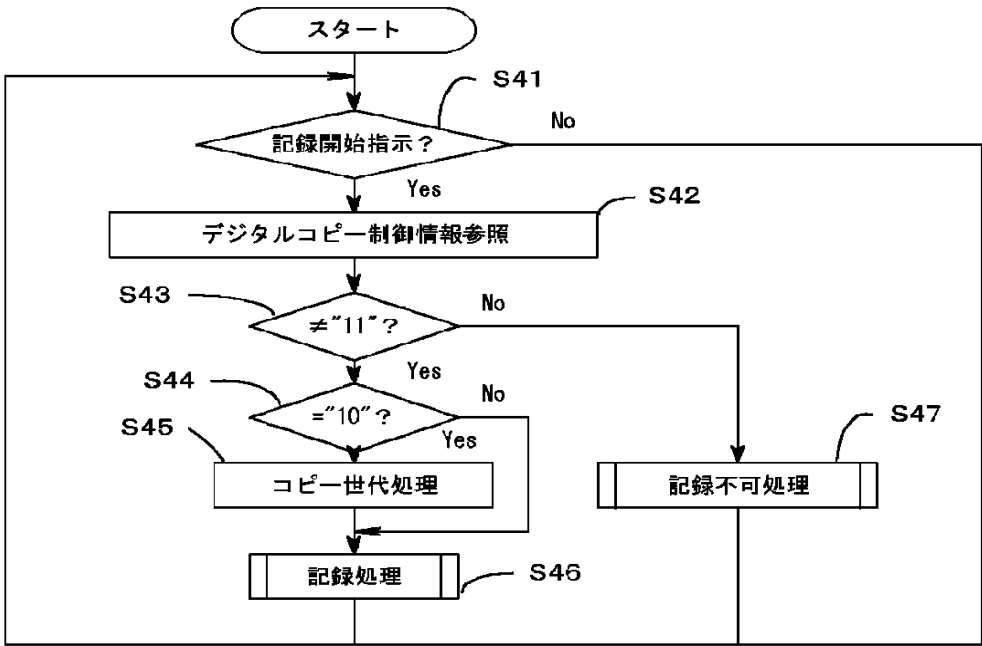 スタート
S41
記録開始指示？
No
Yes
S42
デジタルコピー制御情報参照
S43
≠"11"？
No
Yes
S44
="10"？
No
Yes
S45
コピー世代処理
S47
記録不可処理
記録処理
S46